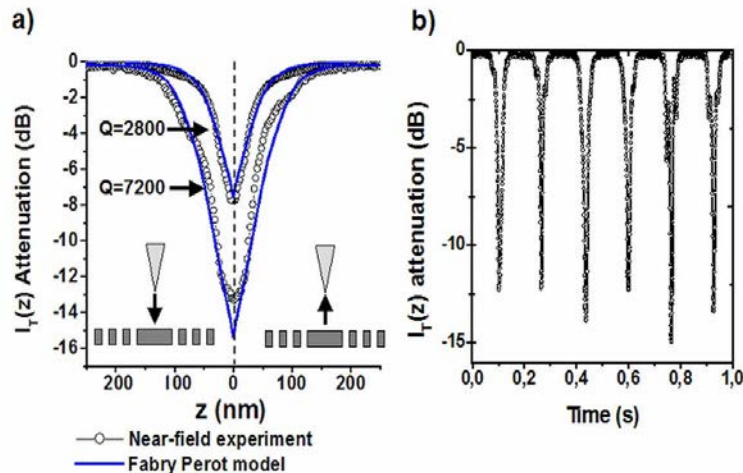 a)
I_T(z) Attenuation (dB)
0
-2
-4
-6
-8
-10
-12
-14
-16
Q=2800
Q=7200
200 100 0 100 200
z (nm)
Near-field experiment
Fabry Perot model
b)
I_T(z) attenuation (dB)
0
-5
-10
-15
0,0 0,2 0,4 0,6 0,8 1,0
Time (s)